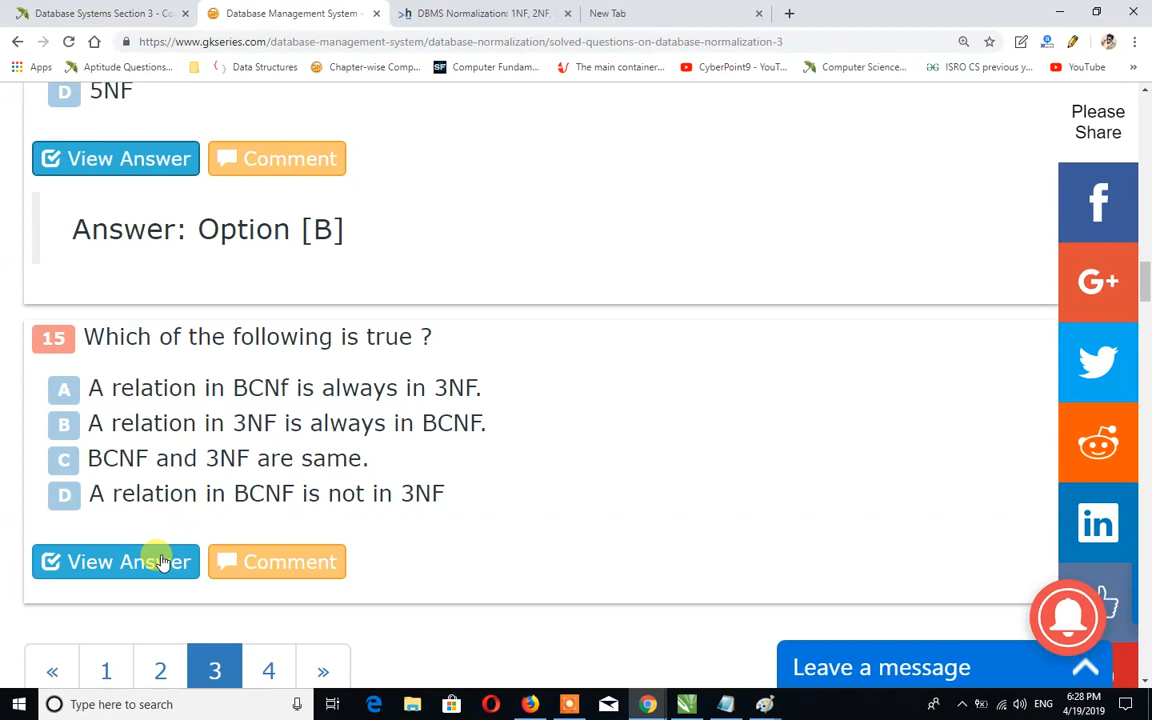 Database Systems Section 3 - Co
Database Management System -
DBMS Normalization: 1NF, 2NF,
New Tab
https://www.gkseries.com/database-management-system/database-normalization/solved-questions-on-database-normalization-3
Apps
Aptitude Questions...
Data Structures
Chapter-wise Comp...
SF
Computer Fundam...
The main container...
CyberPoint9 - YouT...
Computer Science...
ISRO CS previous y...
YouTube
»
D 5NF
View Answer
Comment
Answer: Option [B]
15 Which of the following is true ?
A A relation in BCNf is always in 3NF.
B A relation in 3NF is always in BCNF.
C BCNF and 3NF are same.
D A relation in BCNF is not in 3NF
View Answer
Comment
« 1 2 3 4 »
Please
Share
f
G+
in
Leave a message
Type here to search
ENG
6:28 PM
4/19/2019